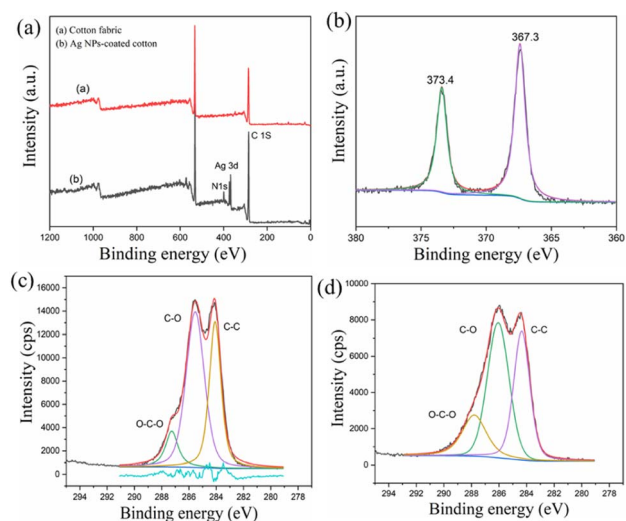 (a)
(a) Cotton fabric
(b) Ag NPs-coated cotton
(a)
(b)
N1s
Ag 3d
C 1S
Intensity (a.u.)
1200 1000 800 600 400 200 0
Binding energy (eV)
(b)
373.4
367.3
Intensity (a.u.)
380 375 370 365 360
Binding energy (eV)
(c)
C-O
C-C
O-C-O
Intensity (cps)
16000
14000
12000
10000
8000
6000
4000
2000
0
294 292 290 288 286 284 282 280 278
Binding energy (eV)
(d)
C-O
C-C
O-C-O
Intensity (cps)
10000
8000
6000
4000
2000
0
294 292 290 288 286 284 282 280 278
Binding energy (eV)